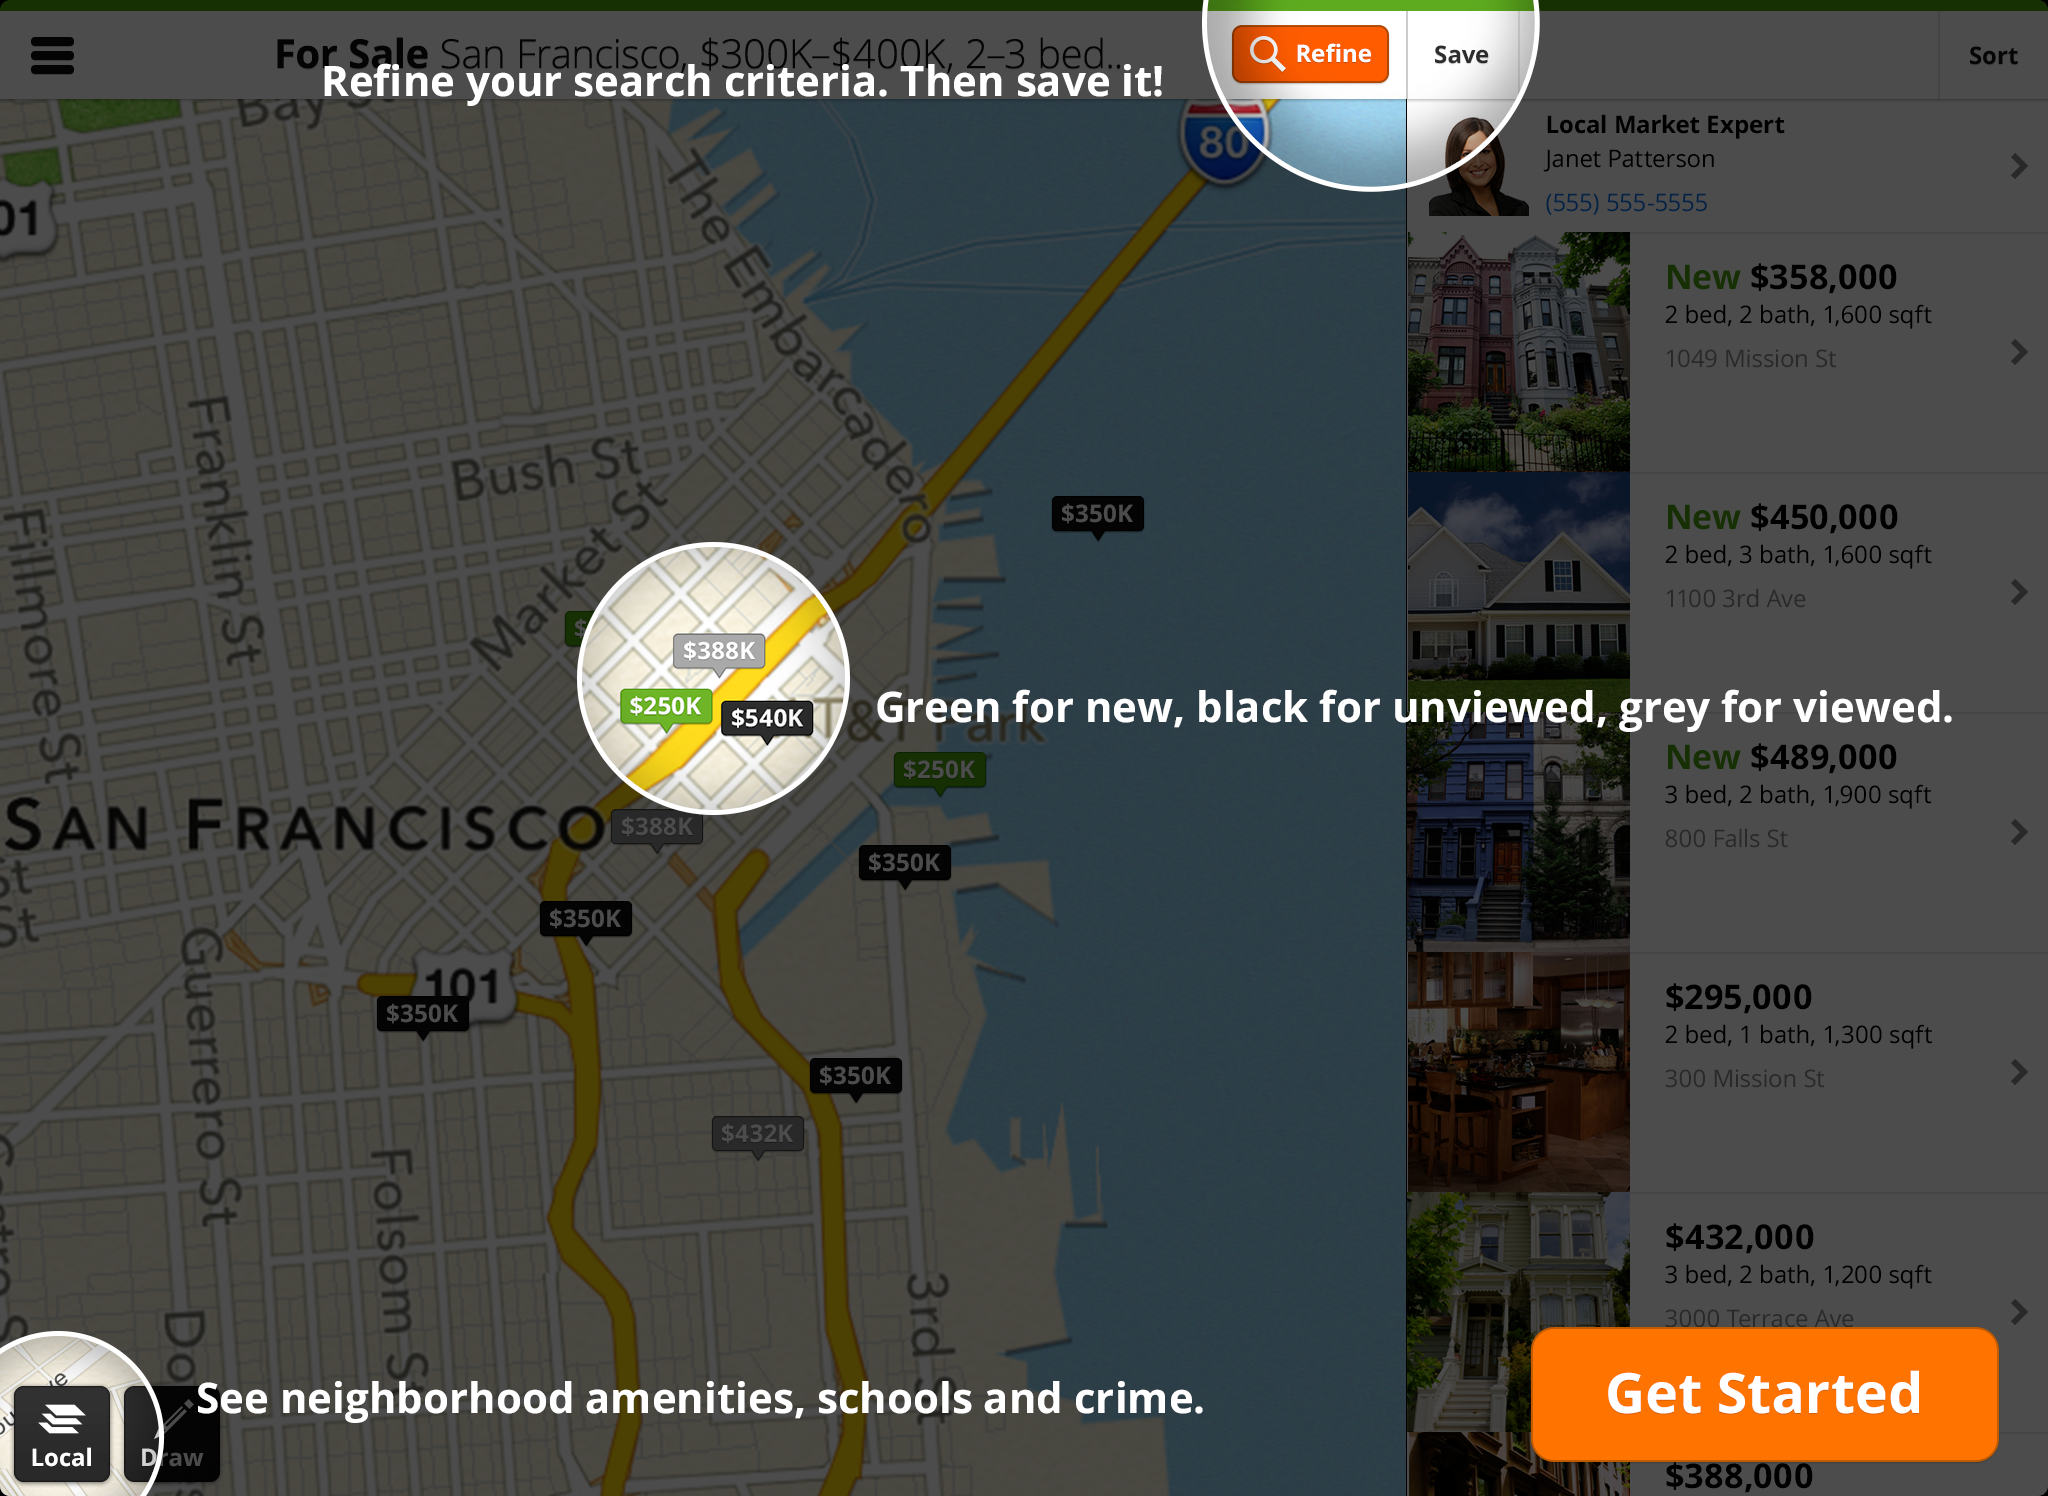 For Sale San Francisco, $300K–$400K, 2–3 bed...
Refine your search criteria. Then save it!
Refine
Save
Sort
Bay St
01
The Embarcadero
80
Local Market Expert
Janet Patterson
(555) 555-5555
New $358,000
2 bed, 2 bath, 1,600 sqft
1049 Mission St
Franklin St
Bush St
Market St
Fillmore St
$350K
New $450,000
2 bed, 3 bath, 1,600 sqft
1100 3rd Ave
$
$388K
$250K
$540K
Green for new, black for unviewed, grey for viewed.
T&T Park
$250K
New $489,000
3 bed, 2 bath, 1,900 sqft
800 Falls St
SAN FRANCISCO
$388K
$350K
St
St
$350K
101
$350K
Guerrero St
$295,000
2 bed, 1 bath, 1,300 sqft
300 Mission St
$350K
$432K
Folsom St
3rd St
Do
$432,000
3 bed, 2 bath, 1,200 sqft
3000 Terrace Ave
See neighborhood amenities, schools and crime.
Get Started
Local
Draw
$388,000